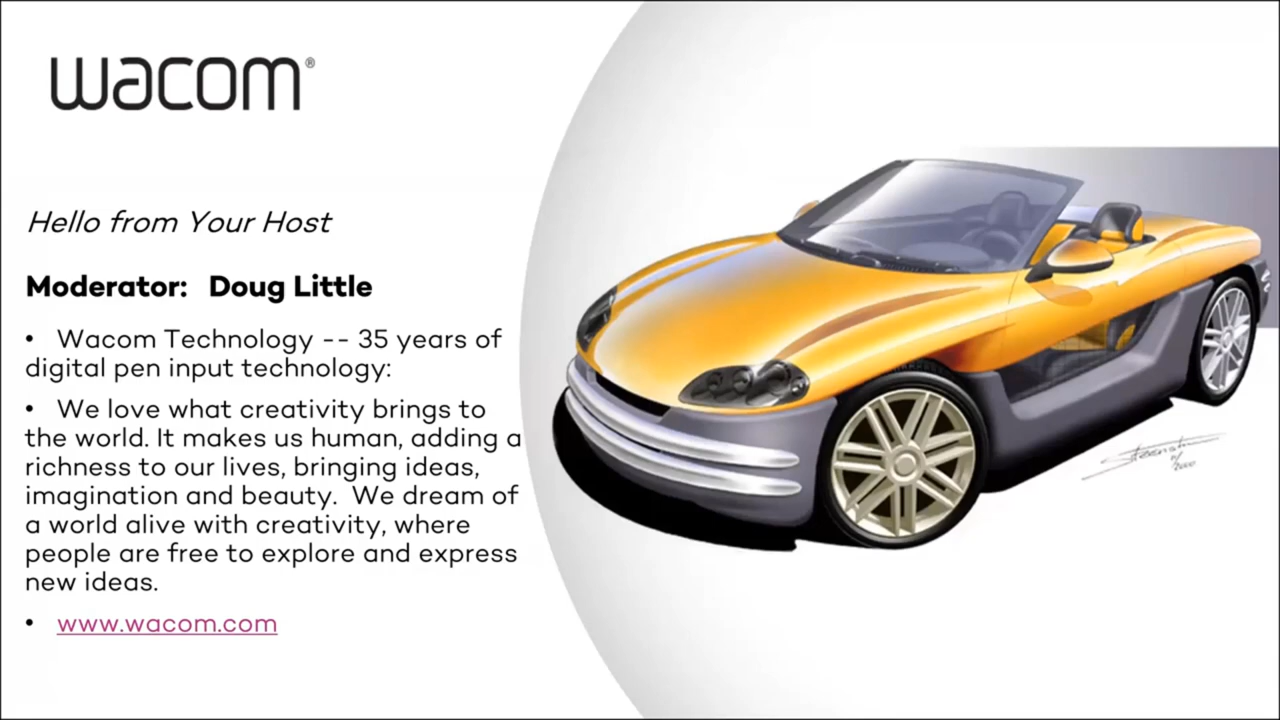 wacom®
Hello from Your Host
Moderator: Doug Little
• Wacom Technology -- 35 years of
digital pen input technology:
• We love what creativity brings to
the world. It makes us human, adding a
richness to our lives, bringing ideas,
imagination and beauty. We dream of
a world alive with creativity, where
people are free to explore and express
new ideas.
• www.wacom.com